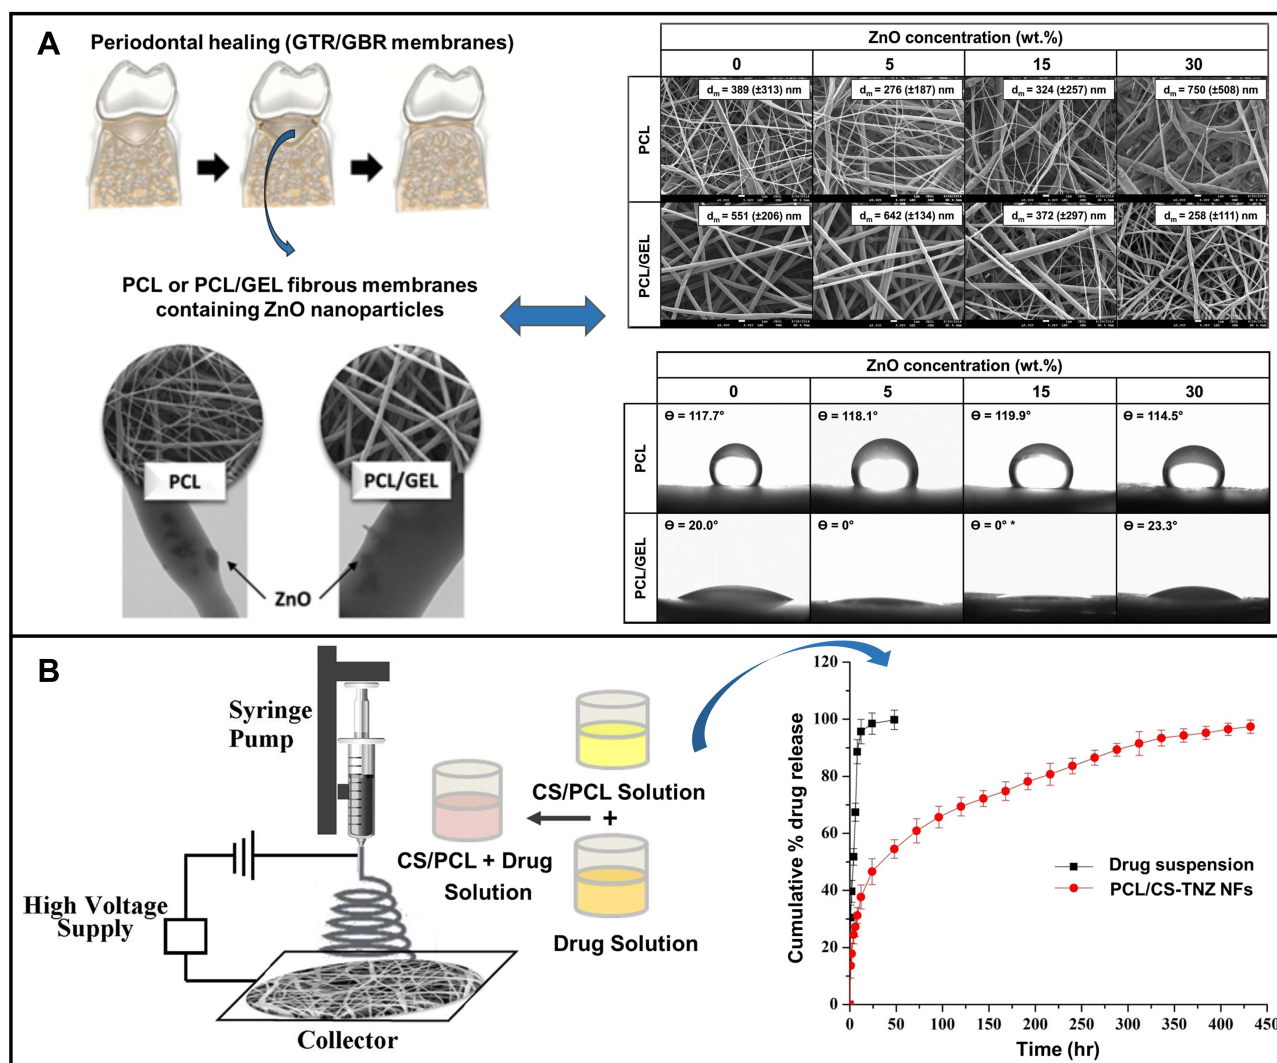 A
Periodontal healing (GTR/GBR membranes)
PCL or PCL/GEL fibrous membranes
containing ZnO nanoparticles
PCL
PCL/GEL
ZnO
ZnO concentration (wt.%)
0 5 15 30
PCL
dm = 389 (±313) nm
dm = 276 (±187) nm
dm = 324 (±257) nm
dm = 750 (±508) nm
PCL/GEL
dm = 551 (±206) nm
dm = 642 (±134) nm
dm = 372 (±297) nm
dm = 258 (±111) nm
ZnO concentration (wt.%)
0 5 15 30
PCL
ϴ = 117.7°
ϴ = 118.1°
ϴ = 119.9°
ϴ = 114.5°
PCL/GEL
ϴ = 20.0°
ϴ = 0°
ϴ = 0° *
ϴ = 23.3°
B
Syringe
Pump
High Voltage
Supply
Collector
CS/PCL Solution
+
CS/PCL + Drug
Solution
Drug Solution
Cumulative % drug release
120
100
80
60
40
20
0
0 50 100 150 200 250 300 350 400 450
Time (hr)
Drug suspension
PCL/CS-TNZ NFs